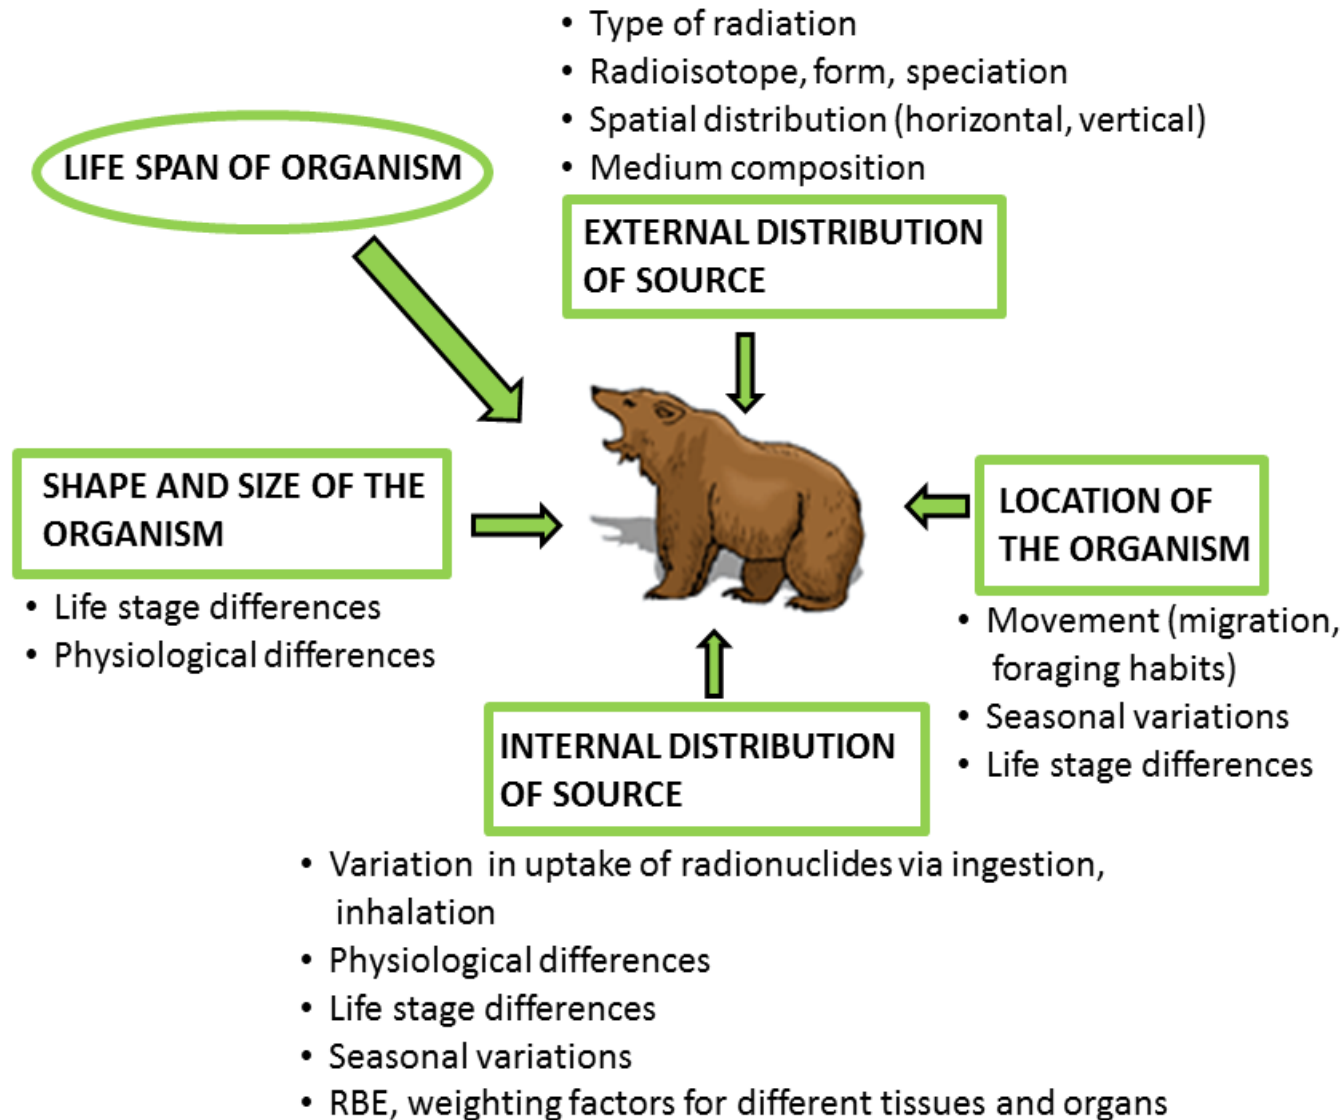 • Type of radiation
• Radioisotope, form, speciation
• Spatial distribution (horizontal, vertical)
• Medium composition
LIFE SPAN OF ORGANISM
EXTERNAL DISTRIBUTION
OF SOURCE
SHAPE AND SIZE OF THE
ORGANISM
• Life stage differences
• Physiological differences
LOCATION OF
THE ORGANISM
• Movement (migration,
foraging habits)
• Seasonal variations
• Life stage differences
INTERNAL DISTRIBUTION
OF SOURCE
• Variation in uptake of radionuclides via ingestion,
inhalation
• Physiological differences
• Life stage differences
• Seasonal variations
• RBE, weighting factors for different tissues and organs